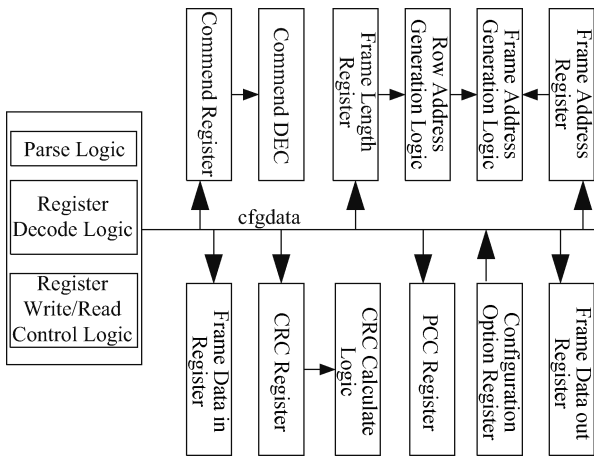 Commend Register
Commend DEC
Frame Length
Register
Row Address
Generation Logic
Frame Address
Generation Logic
Frame Address
Register
Parse Logic
Register
Decode Logic
Register
Write/Read
Control Logic
cfgdata
Frame Data in
Register
CRC Register
CRC Calculate
Logic
PCC Register
Configuration
Option Register
Frame Data out
Register